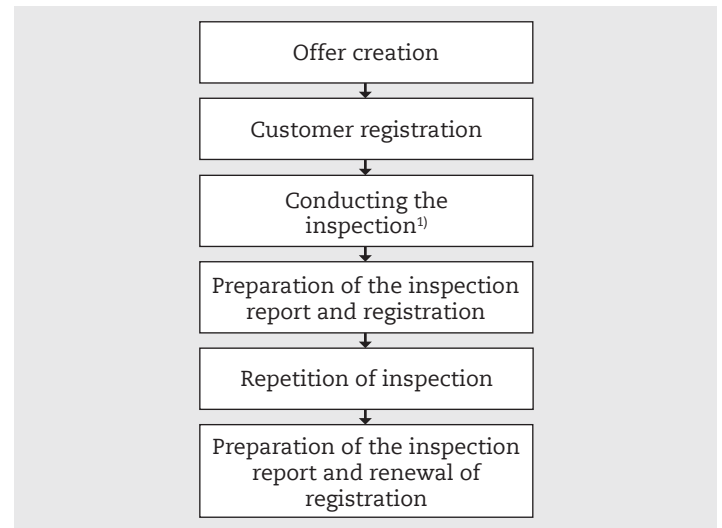 Offer creation
Customer registration
Conducting the
inspection¹⁾
Preparation of the inspection
report and registration
Repetition of inspection
Preparation of the inspection
report and renewal of
registration